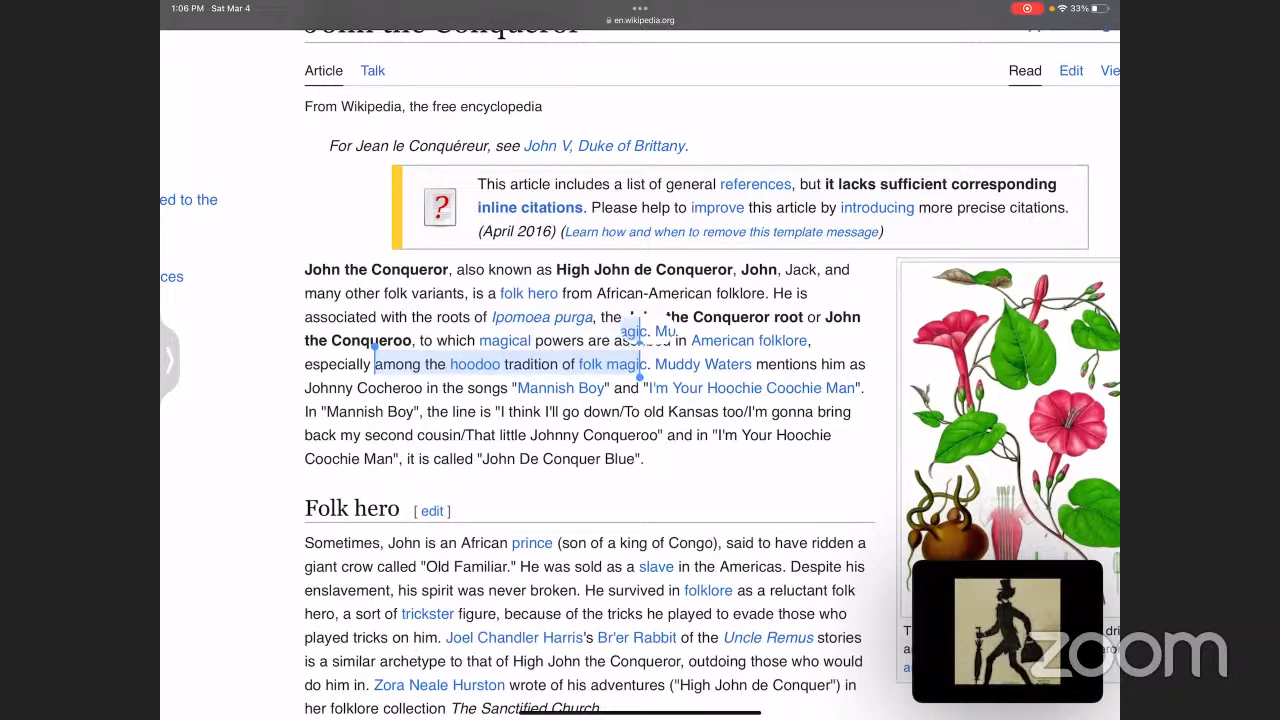 1:06 PM Sat Mar 4
33%
en.wikipedia.org
John the Conqueror
Article Talk
Read Edit Vie
From Wikipedia, the free encyclopedia
For Jean le Conquéreur, see John V, Duke of Brittany.
ed to the
ces
This article includes a list of general references, but it lacks sufficient corresponding
inline citations. Please help to improve this article by introducing more precise citations.
(April 2016) (Learn how and when to remove this template message)
John the Conqueror, also known as High John de Conqueror, John, Jack, and
many other folk variants, is a folk hero from African-American folklore. He is
associated with the roots of Ipomoea purga, the the Conqueror root or John
agic. Mu
the Conqueroo, to which magical powers are in American folklore,
especially among the hoodoo tradition of folk magic. Muddy Waters mentions him as
Johnny Cocheroo in the songs "Mannish Boy" and "I'm Your Hoochie Coochie Man".
In "Mannish Boy", the line is "I think I'll go down/To old Kansas too/I'm gonna bring
back my second cousin/That little Johnny Conqueroo" and in "I'm Your Hoochie
Coochie Man", it is called "John De Conquer Blue".
Folk hero [ edit ]
Sometimes, John is an African prince (son of a king of Congo), said to have ridden a
giant crow called "Old Familiar." He was sold as a slave in the Americas. Despite his
enslavement, his spirit was never broken. He survived in folklore as a reluctant folk
hero, a sort of trickster figure, because of the tricks he played to evade those who
played tricks on him. Joel Chandler Harris's Br'er Rabbit of the Uncle Remus stories
is a similar archetype to that of High John the Conqueror, outdoing those who would
do him in. Zora Neale Hurston wrote of his adventures ("High John de Conquer") in
her folklore collection The Sanctified Church.
zoom